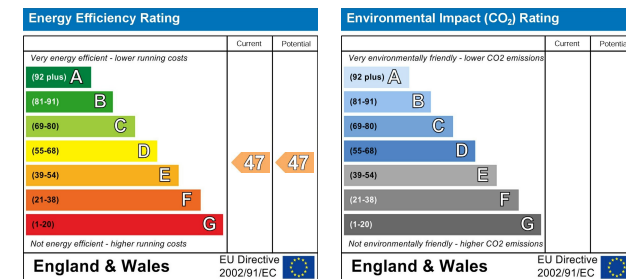 Energy Efficiency Rating
Current Potential
Very energy efficient - lower running costs
(92 plus) A
(81-91) B
(69-80) C
(55-68) D
(39-54) E
(21-38) F
(1-20) G
47 47
Not energy efficient - higher running costs
England & Wales
EU Directive
2002/91/EC
Environmental Impact (CO₂) Rating
Current Potential
Very environmentally friendly - lower CO2 emissions
(92 plus) A
(81-91) B
(69-80) C
(55-68) D
(39-54) E
(21-38) F
(1-20) G
Not environmentally friendly - higher CO2 emissions
England & Wales
EU Directive
2002/91/EC